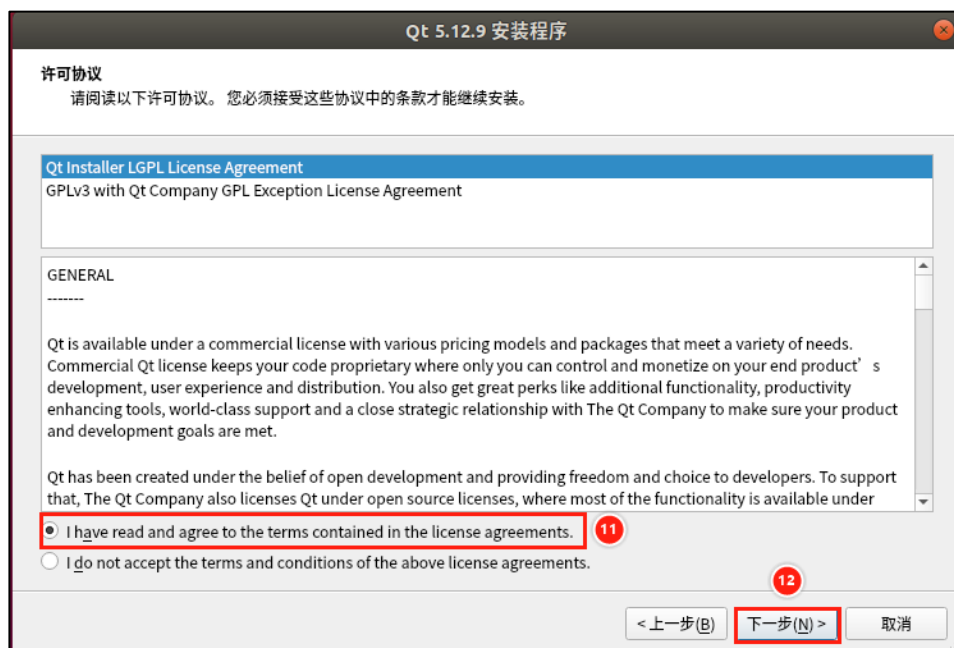 Qt 5.12.9 安装程序
许可协议
请阅读以下许可协议。 您必须接受这些协议中的条款才能继续安装。
Qt Installer LGPL License Agreement
GPLv3 with Qt Company GPL Exception License Agreement
GENERAL
-------
Qt is available under a commercial license with various pricing models and packages that meet a variety of needs.
Commercial Qt license keeps your code proprietary where only you can control and monetize on your end product’s
development, user experience and distribution. You also get great perks like additional functionality, productivity
enhancing tools, world-class support and a close strategic relationship with The Qt Company to make sure your product
and development goals are met.
Qt has been created under the belief of open development and providing freedom and choice to developers. To support
that, The Qt Company also licenses Qt under open source licenses, where most of the functionality is available under
I have read and agree to the terms contained in the license agreements. 11
I do not accept the terms and conditions of the above license agreements.
12
< 上一步(B) 下一步(N) > 取消